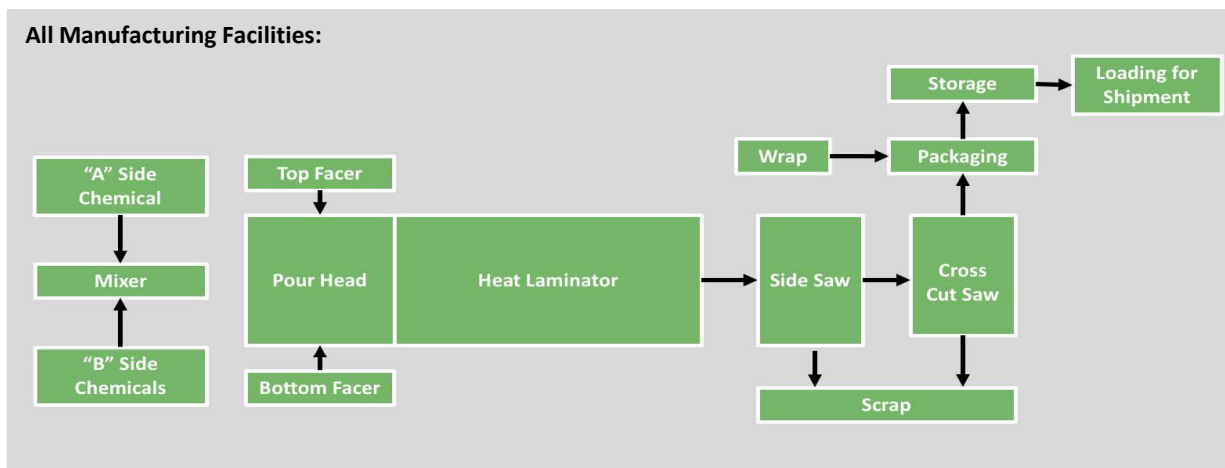 All Manufacturing Facilities:
Storage
Loading for
Shipment
Wrap
Packaging
"A" Side
Chemical
Top Facer
Mixer
Pour Head
Heat Laminator
Side Saw
Cross
Cut Saw
"B" Side
Chemicals
Bottom Facer
Scrap